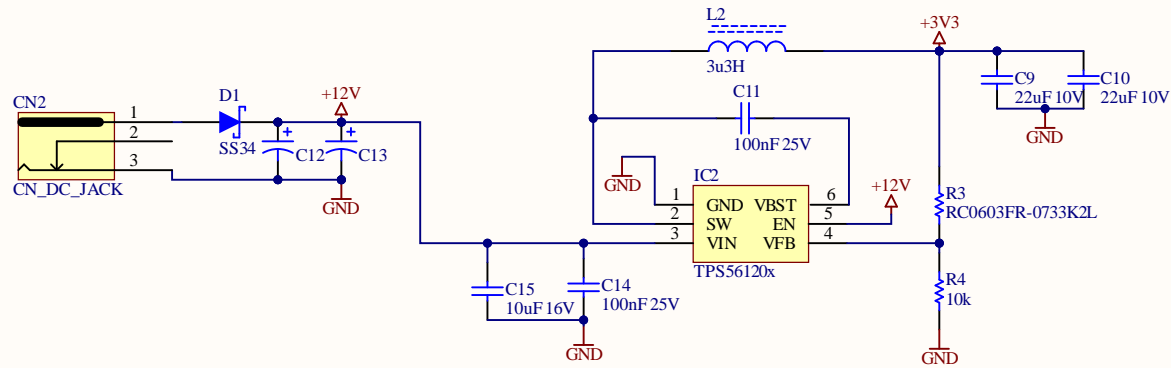 L2
3u3H
+3V3
C9
22uF 10V
C10
22uF 10V
GND
C11
100nF 25V
CN2
1
2
3
CN_DC_JACK
D1
SS34
+12V
+
C12
+
C13
GND
GND
IC2
1 GND VBST 6
2 SW EN 5
3 VIN VFB 4
TPS56120x
+12V
R3
RC0603FR-0733K2L
R4
10k
GND
C15
10uF 16V
C14
100nF 25V
GND